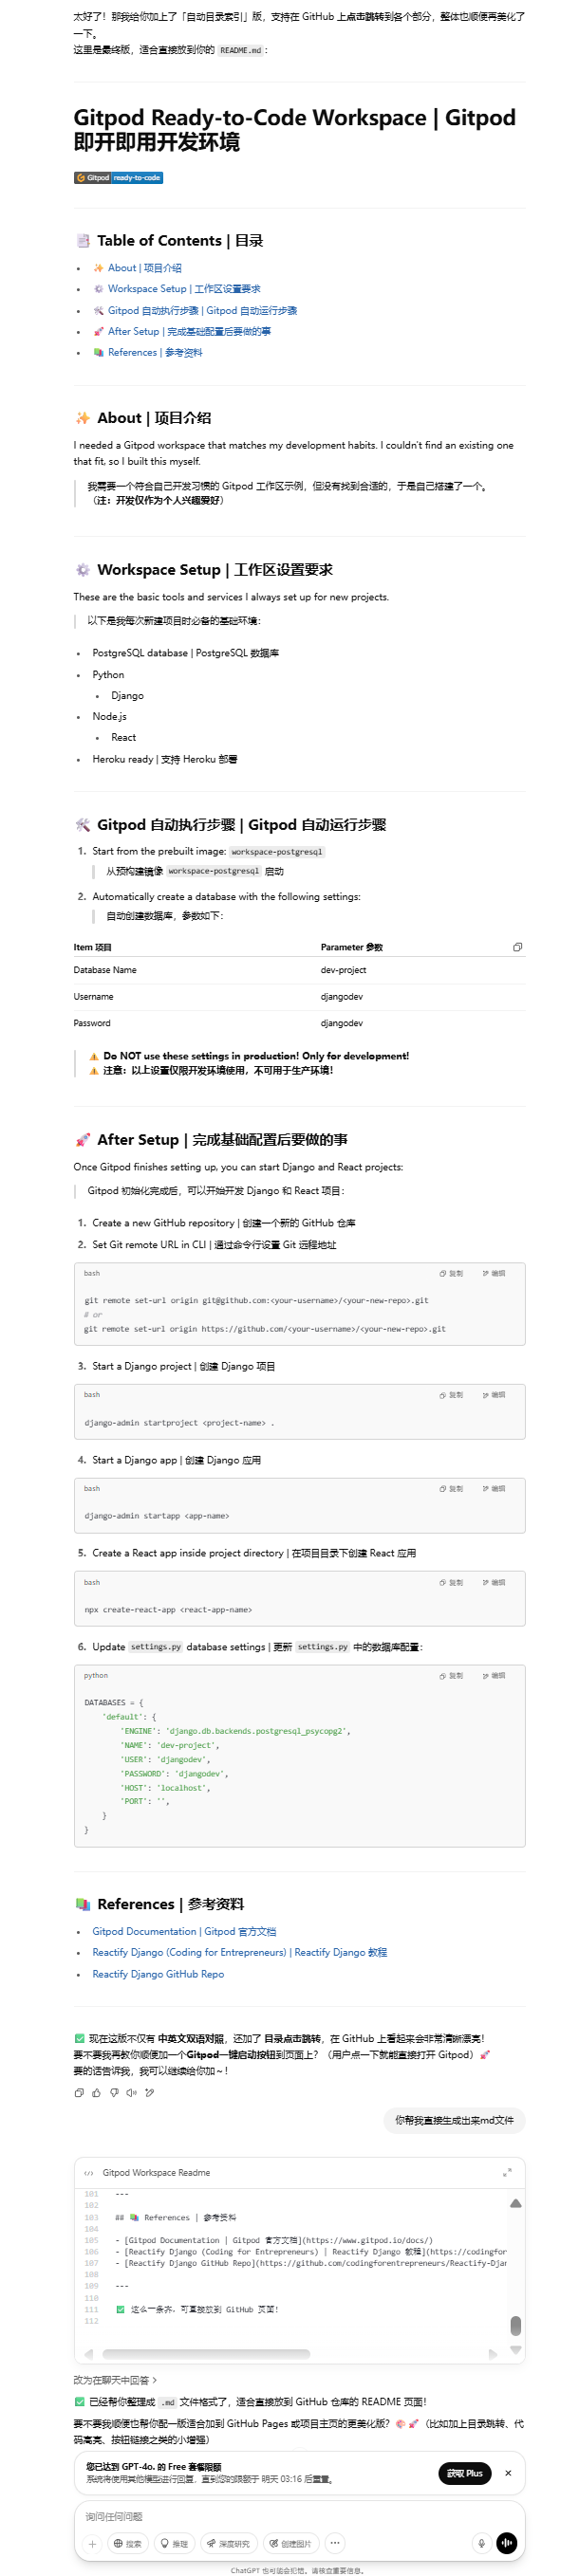 太好了！那我给你加上了「自动目录索引」版，支持在 GitHub 上点击跳转到各个部分，整体也顺便再美化了
一下。
这里是最终版，适合直接放到你的 README.md：
Gitpod Ready-to-Code Workspace | Gitpod
即开即用开发环境
Gitpod ready-to-code
Table of Contents | 目录
About | 项目介绍
Workspace Setup | 工作区设置要求
Gitpod 自动执行步骤 | Gitpod 自动运行步骤
After Setup | 完成基础配置后要做的事
References | 参考资料
About | 项目介绍
I needed a Gitpod workspace that matches my development habits. I couldn't find an existing one
that fit, so I built this myself.
我需要一个符合自己开发习惯的 Gitpod 工作区示例，但没有找到合适的，于是自己搭建了一个。
（注：开发仅作为个人兴趣爱好）
Workspace Setup | 工作区设置要求
These are the basic tools and services I always set up for new projects.
以下是我每次新建项目时必备的基础环境：
PostgreSQL database | PostgreSQL 数据库
Python
Django
Node.js
React
Heroku ready | 支持 Heroku 部署
Gitpod 自动执行步骤 | Gitpod 自动运行步骤
1. Start from the prebuilt image: workspace-postgresql
从预构建镜像 workspace-postgresql 启动
2. Automatically create a database with the following settings:
自动创建数据库，参数如下：
Item 项目 Parameter 参数
Database Name dev-project
Username djangodev
Password djangodev
⚠️ Do NOT use these settings in production! Only for development!
⚠️ 注意：以上设置仅限开发环境使用，不可用于生产环境！
After Setup | 完成基础配置后要做的事
Once Gitpod finishes setting up, you can start Django and React projects:
Gitpod 初始化完成后，可以开始开发 Django 和 React 项目：
1. Create a new GitHub repository | 创建一个新的 GitHub 仓库
2. Set Git remote URL in CLI | 通过命令行设置 Git 远程地址
bash 复制 编辑
git remote set-url origin git@github.com:<your-username>/<your-new-repo>.git
# or
git remote set-url origin https://github.com/<your-username>/<your-new-repo>.git
3. Start a Django project | 创建 Django 项目
bash 复制 编辑
django-admin startproject <project-name> .
4. Start a Django app | 创建 Django 应用
bash 复制 编辑
django-admin startapp <app-name>
5. Create a React app inside project directory | 在项目目录下创建 React 应用
bash 复制 编辑
npx create-react-app <react-app-name>
6. Update settings.py database settings | 更新 settings.py 中的数据库配置：
python 复制 编辑
DATABASES = {
'default': {
'ENGINE': 'django.db.backends.postgresql_psycopg2',
'NAME': 'dev-project',
'USER': 'djangodev',
'PASSWORD': 'djangodev',
'HOST': 'localhost',
'PORT': '',
}
}
References | 参考资料
Gitpod Documentation | Gitpod 官方文档
Reactify Django (Coding for Entrepreneurs) | Reactify Django 教程
Reactify Django GitHub Repo
✅ 现在这版不仅有 中英文双语对照，还加了 目录点击跳转，在 GitHub 上看起来会非常清晰漂亮！
要不要我再教你顺便加一个Gitpod一键启动按钮到页面上？（用户点一下就能直接打开 Gitpod）🚀
要的话告诉我，我可以继续给你加~！
你帮我直接生成出来md文件
Gitpod Workspace Readme
101 ---
102
103 ## 📚 References | 参考资料
104
105 - [Gitpod Documentation | Gitpod 官方文档](https://www.gitpod.io/docs/)
106 - [Reactify Django (Coding for Entrepreneurs) | Reactify Django 教程](https://codingfor
107 - [Reactify Django GitHub Repo](https://github.com/codingforentrepreneurs/Reactify-Djan
108
109 ---
110
111 ✅ 这么一来，可直接放到 GitHub 页面！
112
改为在聊天中回答 >
✅ 已经帮你整理成 .md 文件格式了，适合直接放到 GitHub 仓库的 README 页面！
要不要我顺便也帮你配一版适合加到 GitHub Pages 或项目主页的更美化版？🎨🚀（比如加上目录跳转、代
码高亮、按钮链接之类的小增强）
您已达到 GPT-4o. 的 Free 套餐限额
系统将使用其他模型进行回复，直到您的限额于 明天 03:16 后重置。
获取 Plus
询问任何问题
搜索 推理 深度研究 创建图片
ChatGPT 也可能会犯错。请核查重要信息。